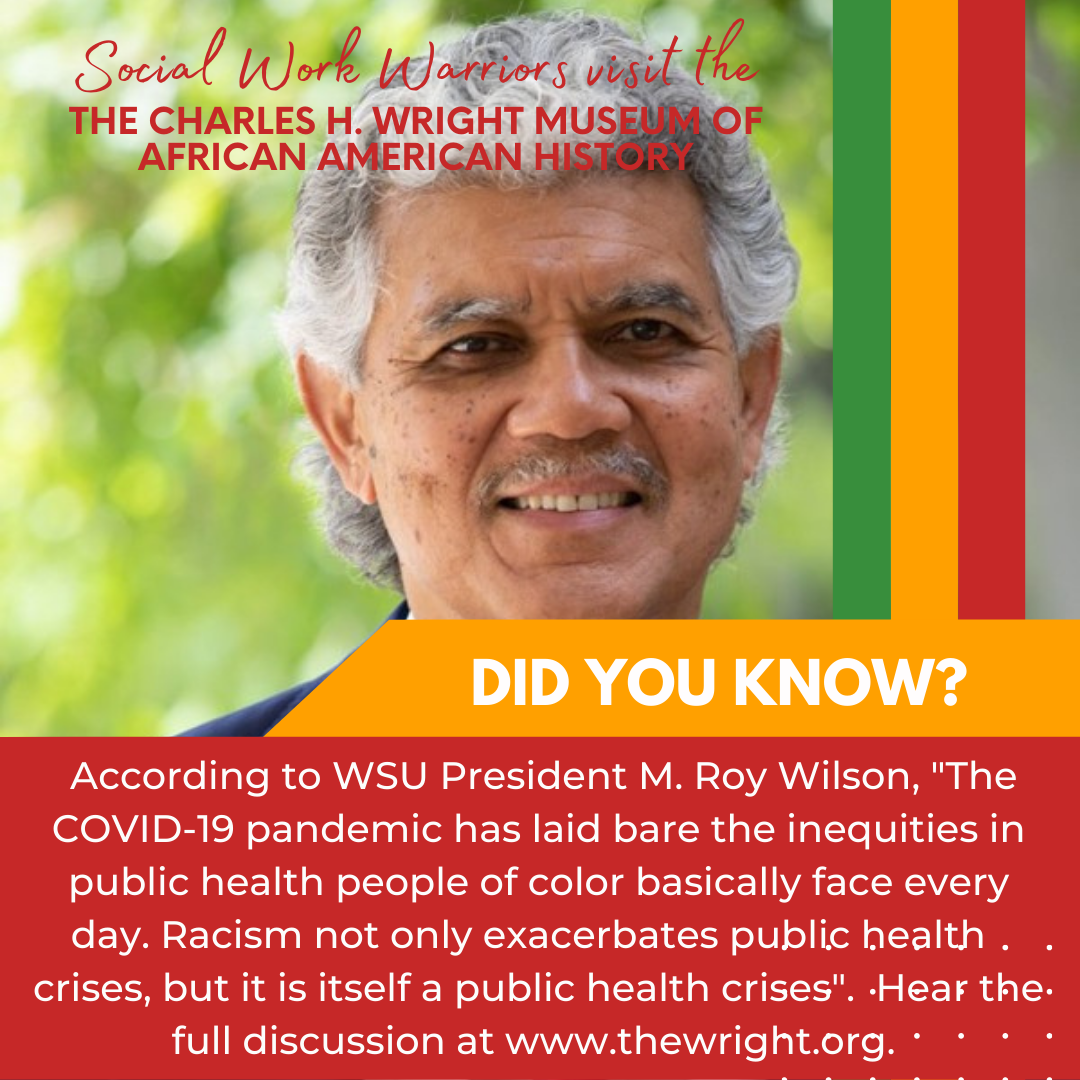 Social Work Warriors visit the
THE CHARLES H. WRIGHT MUSEUM OF
AFRICAN AMERICAN HISTORY
DID YOU KNOW?
According to WSU President M. Roy Wilson, "The
COVID-19 pandemic has laid bare the inequities in
public health people of color basically face every
day. Racism not only exacerbates public health
crises, but it is itself a public health crises". Hear the
full discussion at www.thewright.org.